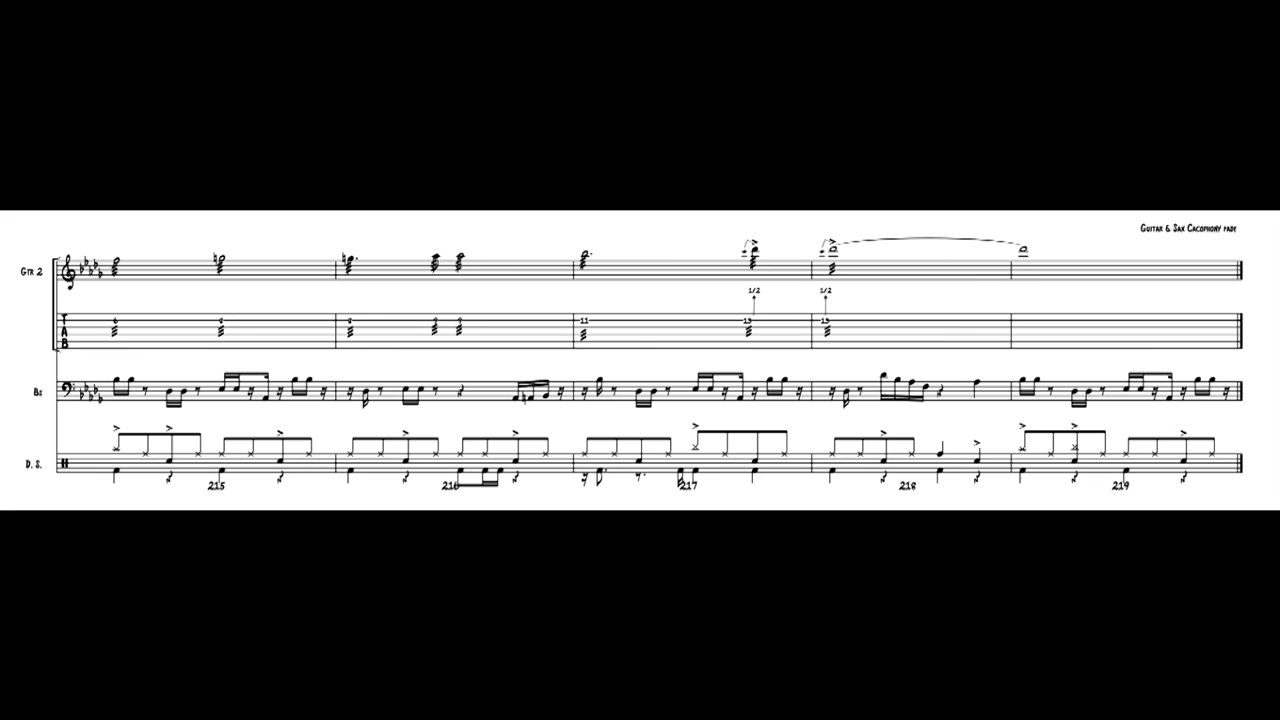 Guitar & Sax Cacophony fade
Gtr 2
1/2 1/2
T
A
B
11 13 13
Bs
D. S.
215 216 217 218 219